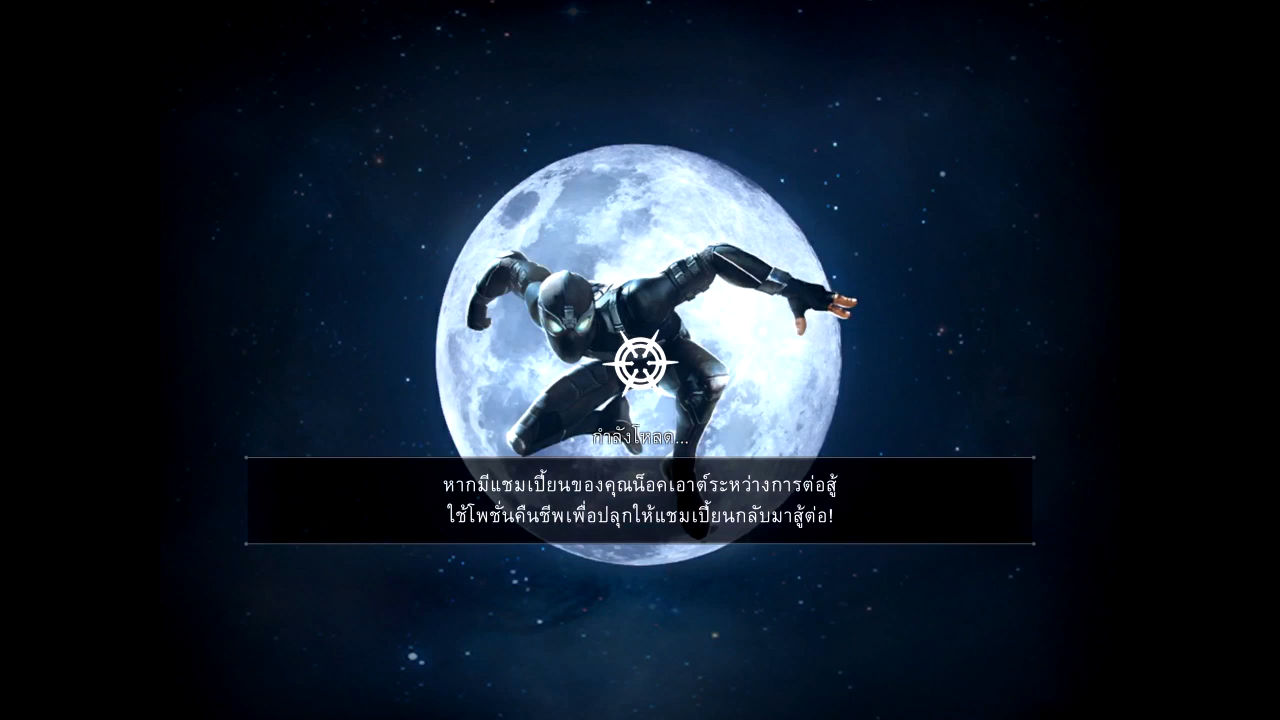 กำลังโหลด...
หากมีแชมเปี้ยนของคุณน็อคเอาต์ระหว่างการต่อสู้
ใช้โพชั่นคืนชีพเพื่อปลุกให้แชมเปี้ยนกลับมาสู้ต่อ!